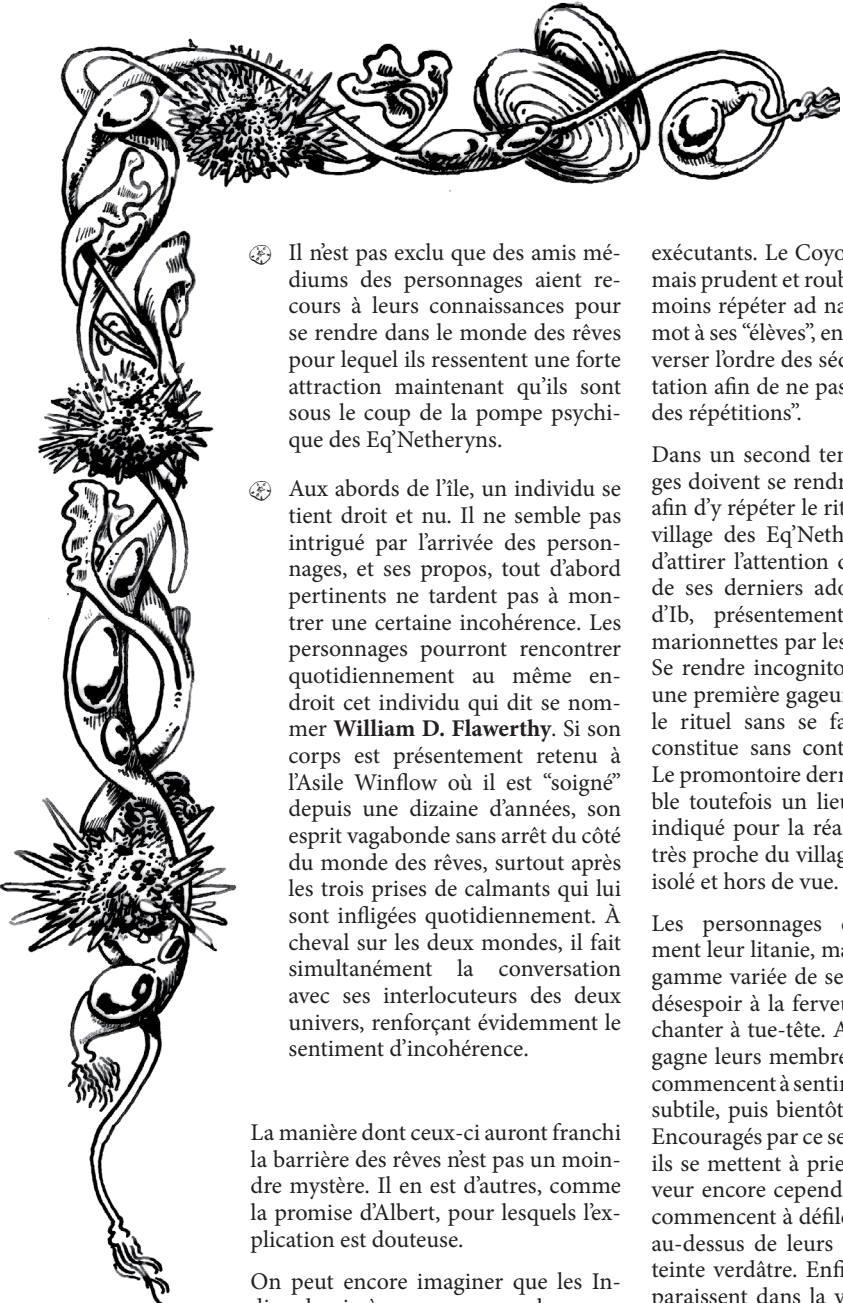 Il n'est pas exclu que des amis mé-
diums des personnages aient re-
cours à leurs connaissances pour
se rendre dans le monde des rêves
pour lequel ils ressentent une forte
attraction maintenant qu'ils sont
sous le coup de la pompe psychi-
que des Eq'Netheryns.
Aux abords de l'île, un individu se
tient droit et nu. Il ne semble pas
intrigué par l'arrivée des person-
nages, et ses propos, tout d'abord
pertinents ne tardent pas à mon-
trer une certaine incohérence. Les
personnages pourront rencontrer
quotidiennement au même en-
droit cet individu qui dit se nom-
mer William D. Flawerthy. Si son
corps est présentement retenu à
l'Asile Winflow où il est “soigné”
depuis une dizaine d'années, son
esprit vagabonde sans arrêt du côté
du monde des rêves, surtout après
les trois prises de calmants qui lui
sont infligées quotidiennement. À
cheval sur les deux mondes, il fait
simultanément la conversation
avec ses interlocuteurs des deux
univers, renforçant évidemment le
sentiment d'incohérence.
La manière dont ceux-ci auront franchi
la barrière des rêves n'est pas un moin-
dre mystère. Il en est d'autres, comme
la promise d'Albert, pour lesquels l'ex-
plication est douteuse.
On peut encore imaginer que les In-
exécutants. Le Coyo
mais prudent et roub
moins répéter ad na
mot à ses “élèves”, en
verser l'ordre des séc
tation afin de ne pas
des répétitions”.
Dans un second ter
ges doivent se rendr
afin d'y répéter le rit
village des Eq'Neth
d'attirer l'attention d
de ses derniers ado
d'Ib, présentement
marionnettes par les
Se rendre incognito
une première gageur
le rituel sans se fa
constitue sans cont
Le promontoire derr
ble toutefois un lieu
indiqué pour la réal
très proche du villag
isolé et hors de vue.
Les personnages
ment leur litanie, ma
gamme variée de se
désespoir à la ferveu
chanter à tue-tête. A
gagne leurs membre
commencent à sentir
subtile, puis bientôt
Encouragés par ce se
ils se mettent à prie
veur encore cepend
commencent à défile
au-dessus de leurs
teinte verdâtre. Enfi
paraissent dans la v